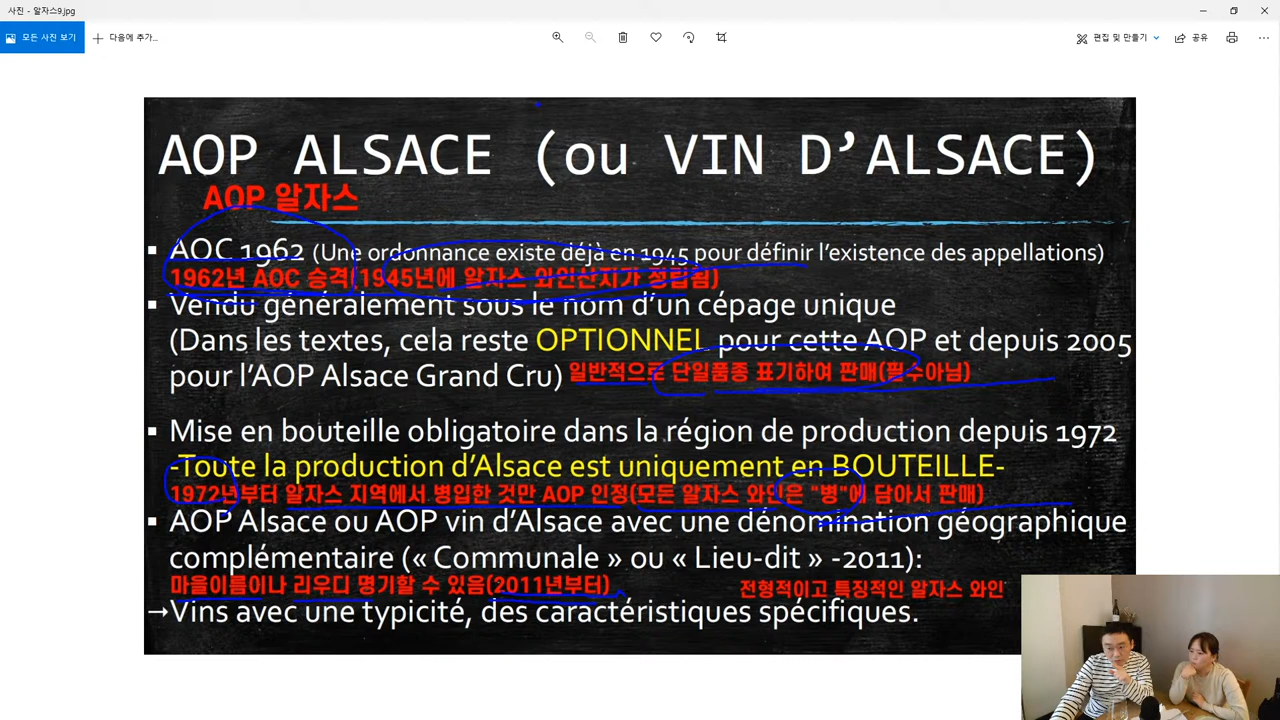 사진 - 알자스9.jpg
모든 사진 보기
다음에 추가...
편집 및 만들기
공유
AOP ALSACE (ou VIN D’ALSACE)
AOP 알자스
AOC 1962 (Une ordonnance existe déjà en 1945 pour définir l’existence des appellations)
1962년 AOC 승격(1945년에 알자스 와인산지가 정립됨)
Vendu généralement sous le nom d’un cépage unique
(Dans les textes, cela reste OPTIONNEL pour cette AOP et depuis 2005
pour l’AOP Alsace Grand Cru) 일반적으로 단일품종 표기하여 판매(필수아님)
Mise en bouteille obligatoire dans la région de production depuis 1972
-Toute la production d’Alsace est uniquement en BOUTEILLE-
1972년부터 알자스 지역에서 병입한 것만 AOP 인정(모든 알자스 와인은 "병"에 담아서 판매)
AOP Alsace ou AOP vin d’Alsace avec une dénomination géographique
complémentaire (« Communale » ou « Lieu-dit » -2011):
마을이름이나 리우디 명기할 수 있음(2011년부터)
전형적이고 특징적인 알자스 와인
→Vins avec une typicité, des caractéristiques spécifiques.